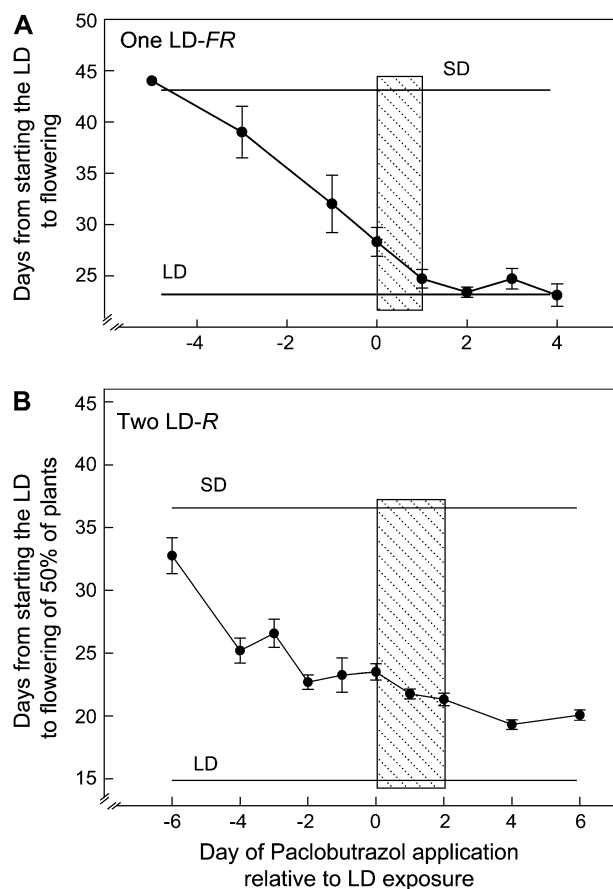 A
One LD-FR
SD
LD
Days from starting the LD
to flowering
50
45
40
35
30
25
-4
-2
0
2
4
B
Two LD-R
SD
LD
Days from starting the LD
to flowering of 50% of plants
45
40
35
30
25
20
15
-6
-4
-2
0
2
4
6
Day of Paclobutrazol application
relative to LD exposure